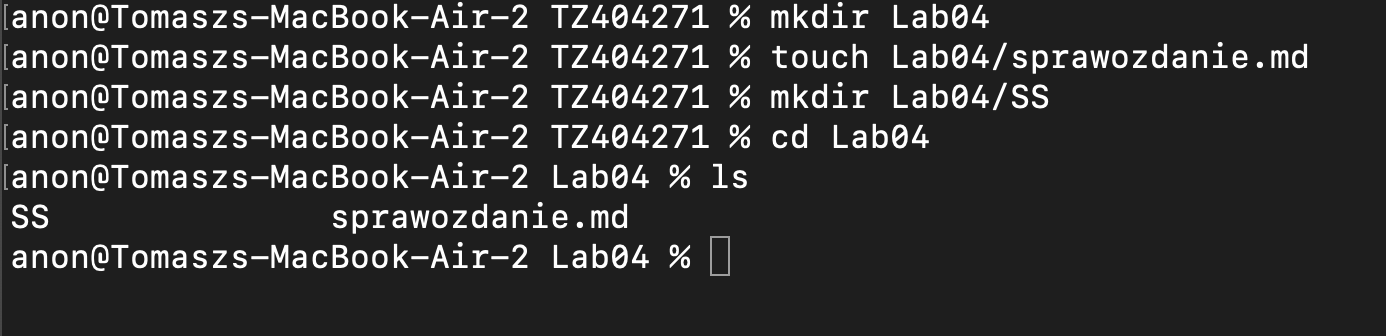 [anon@Tomaszs-MacBook-Air-2 TZ404271 % mkdir Lab04
[anon@Tomaszs-MacBook-Air-2 TZ404271 % touch Lab04/sprawozdanie.md
[anon@Tomaszs-MacBook-Air-2 TZ404271 % mkdir Lab04/SS
[anon@Tomaszs-MacBook-Air-2 TZ404271 % cd Lab04
[anon@Tomaszs-MacBook-Air-2 Lab04 % ls
SS sprawozdanie.md
anon@Tomaszs-MacBook-Air-2 Lab04 %